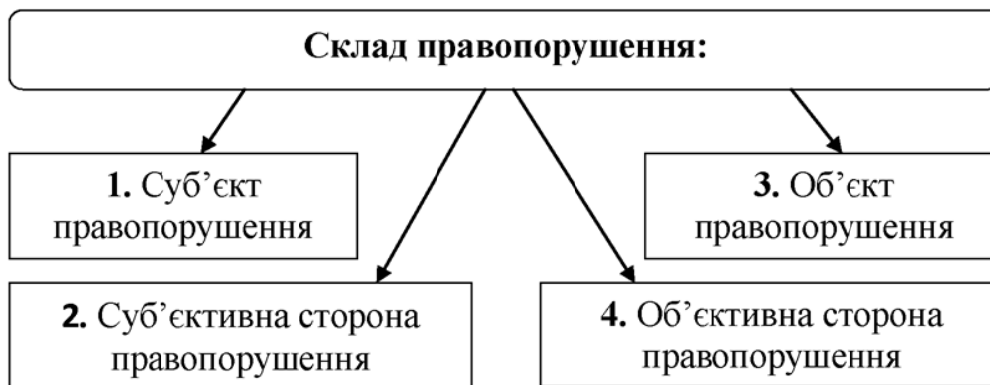 Склад правопорушення:
1. Суб’єкт
правопорушення
2. Суб’єктивна сторона
правопорушення
3. Об’єкт
правопорушення
4. Об’єктивна сторона
правопорушення